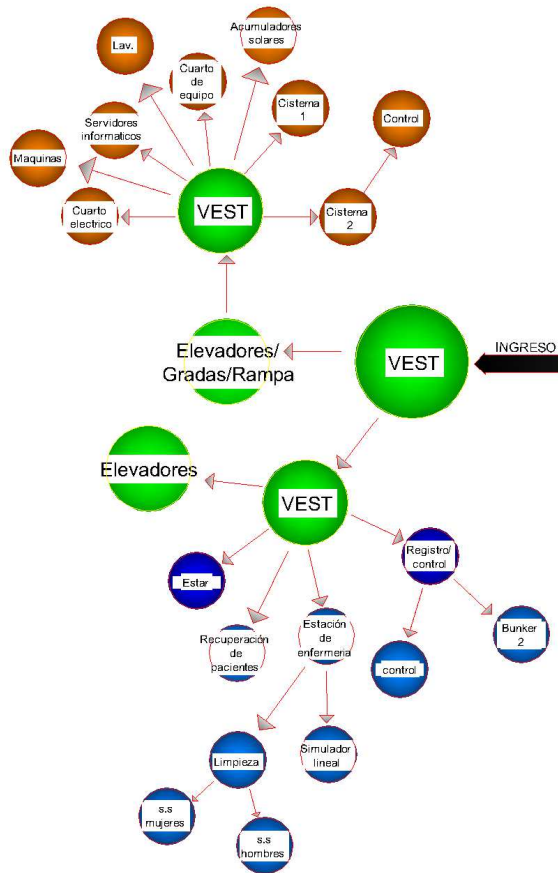 Acumuladores
solares
Lav.
Cuarto
de
equipo
Cisterna
1
Control
Servidores
informaticos
Maquinas
Cuarto
electrico
VEST
Cisterna
2
Elevadores/
Gradas/Rampa
VEST
INGRESO
Elevadores
VEST
Registro/
control
Estar
Recuperación
de
pacientes
Estación
de
enfermeria
control
Bunker
2
Limpieza
Simulador
lineal
s.s
mujeres
s.s
hombres